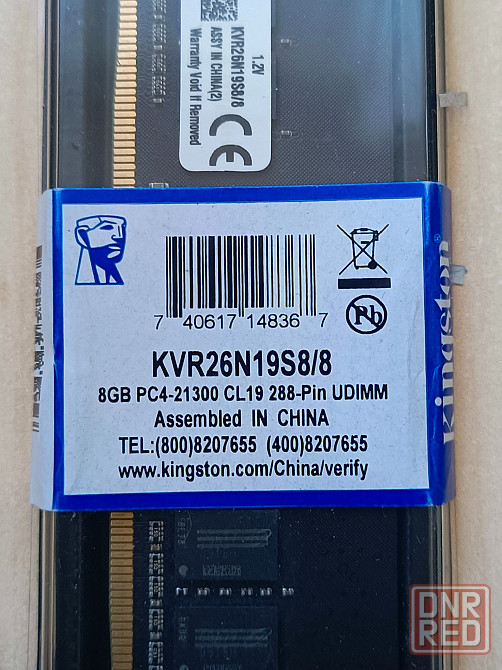 1.2V
KVR26N19S8/8
ASSY IN CHINA(2)
Warranty Void If Removed
CE
Kingston
Pb
7 40617 14836 7
KVR26N19S8/8
8GB PC4-21300 CL19 288-Pin UDIMM
Assembled IN CHINA
TEL:(800)8207655 (400)8207655
www.kingston.com/China/verify
DNR
RED